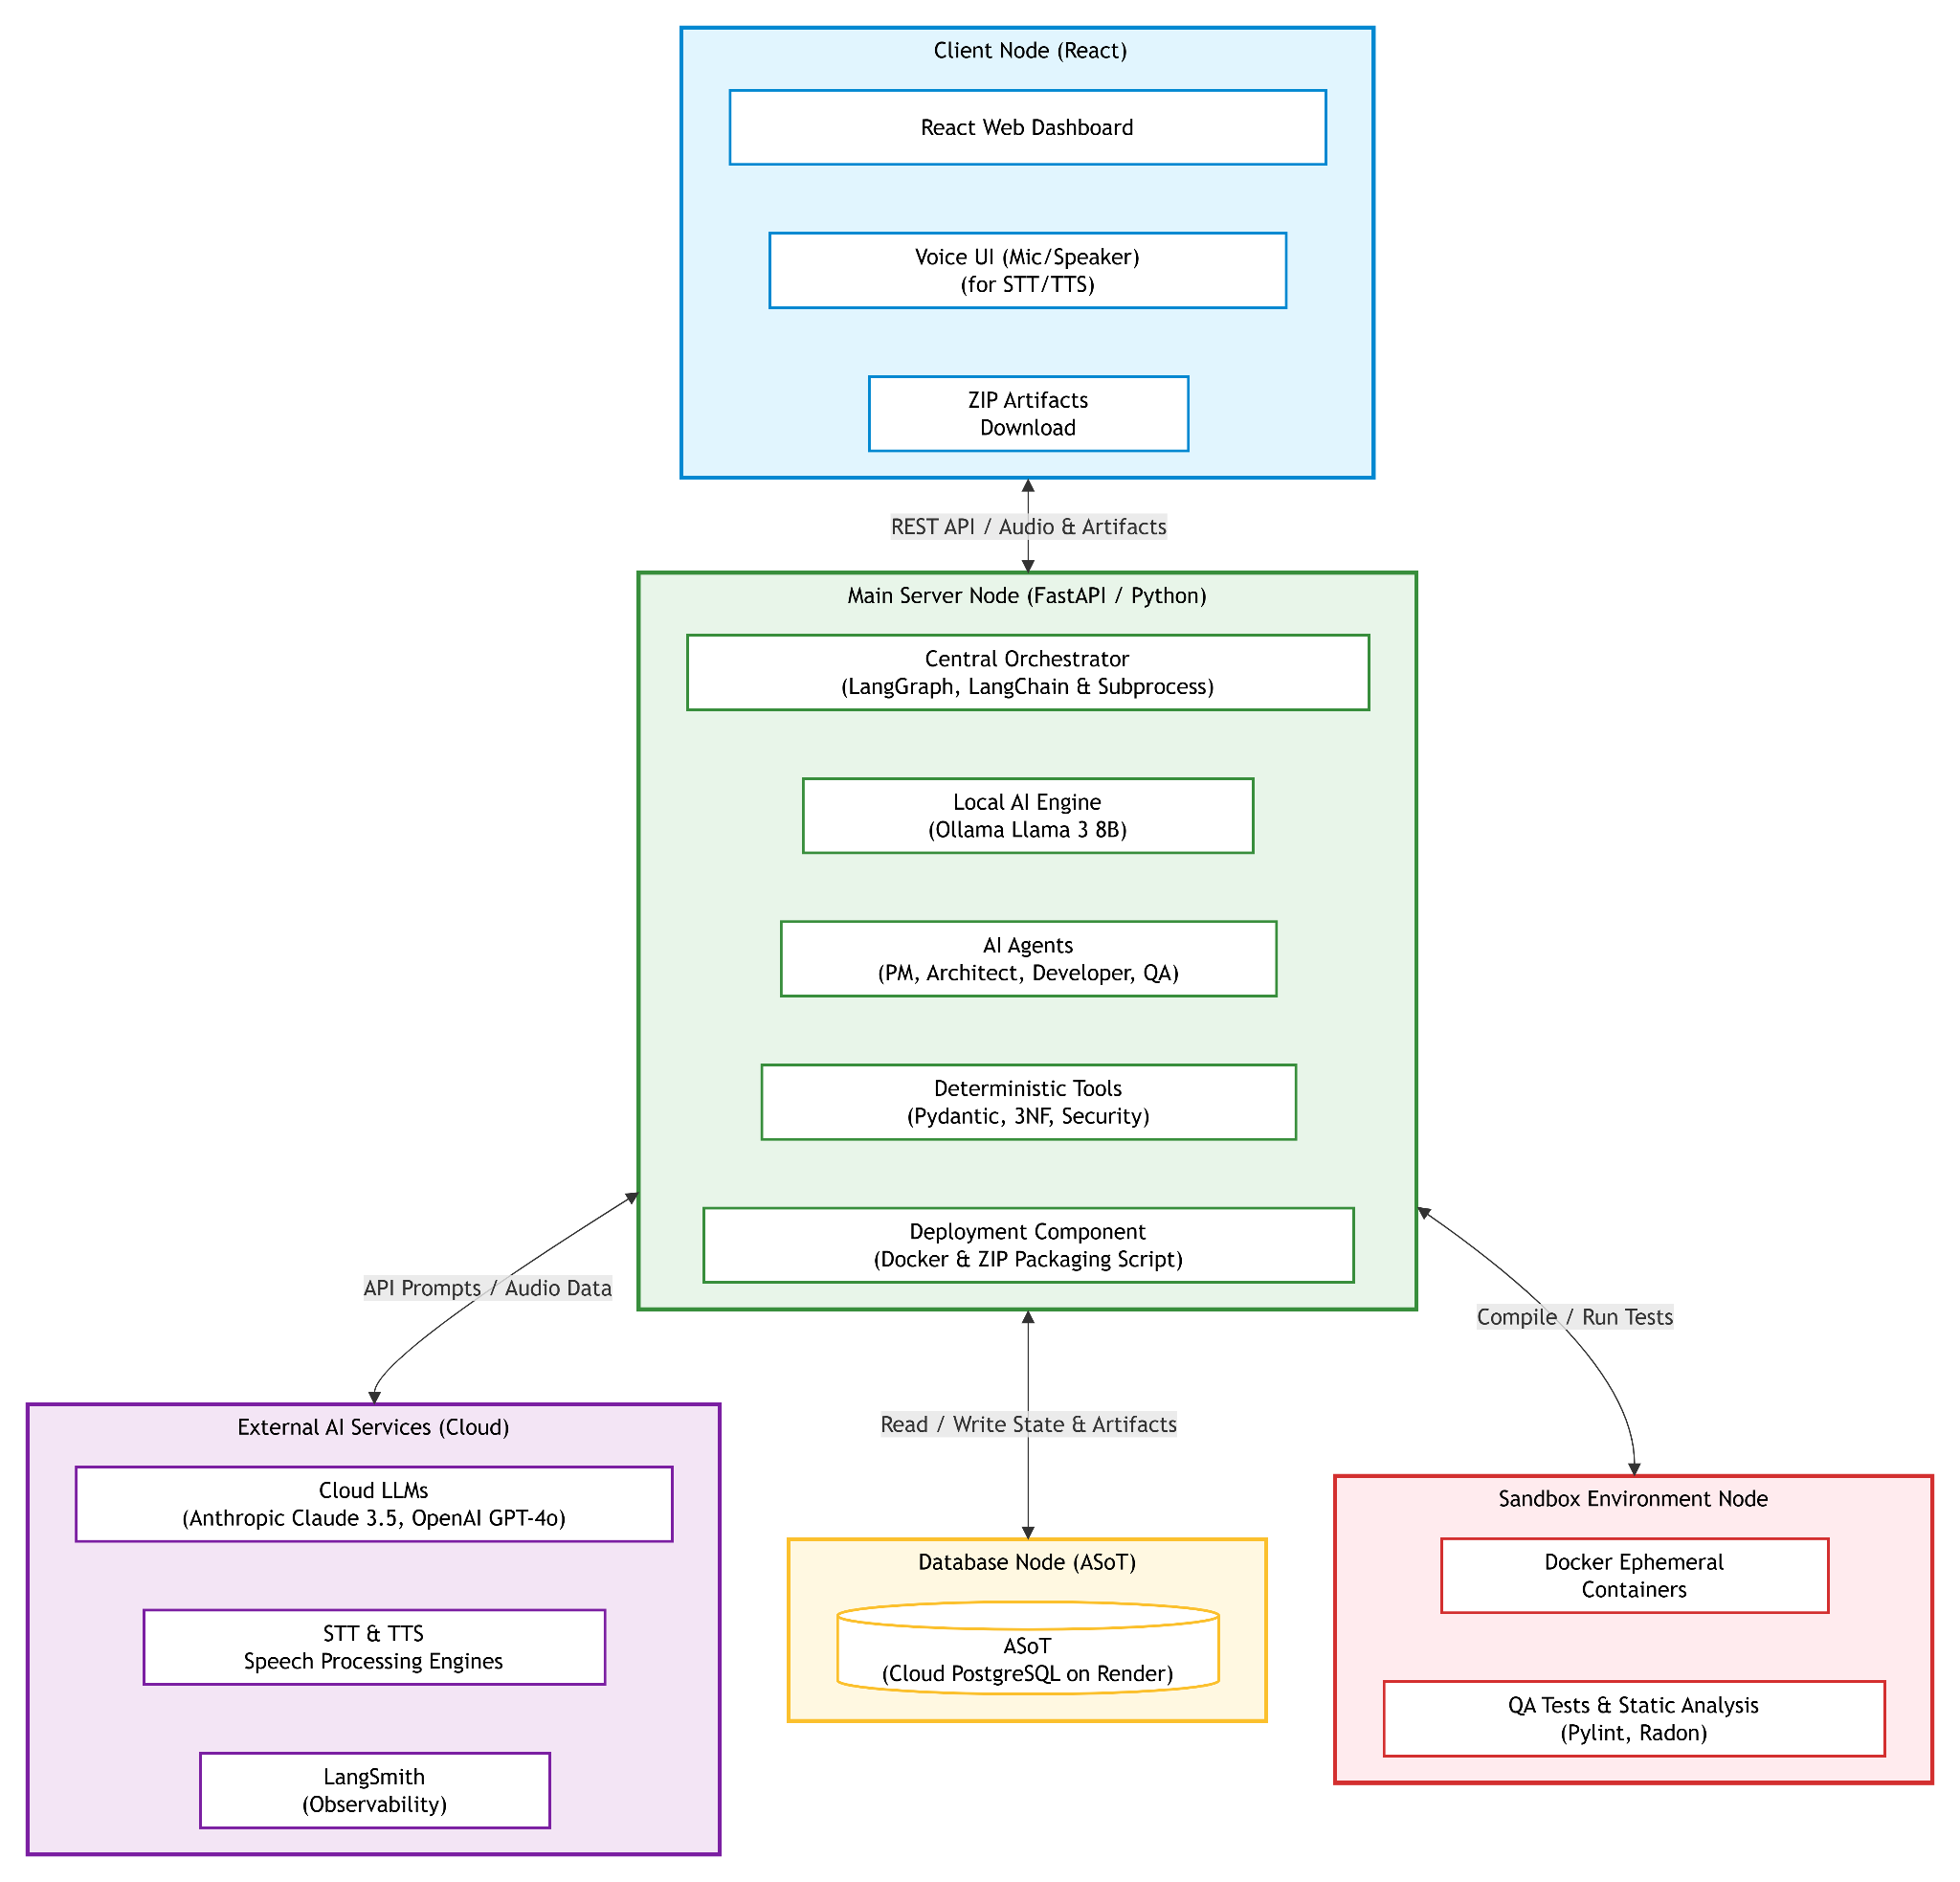 Client Node (React)
React Web Dashboard
Voice UI (Mic/Speaker)
(for STT/TTS)
ZIP Artifacts
Download
REST API / Audio & Artifacts
Main Server Node (FastAPI / Python)
Central Orchestrator
(LangGraph, LangChain & Subprocess)
Local AI Engine
(Ollama Llama 3 8B)
AI Agents
(PM, Architect, Developer, QA)
Deterministic Tools
(Pydantic, 3NF, Security)
Deployment Component
(Docker & ZIP Packaging Script)
API Prompts / Audio Data
Compile / Run Tests
Read / Write State & Artifacts
External AI Services (Cloud)
Cloud LLMs
(Anthropic Claude 3.5, OpenAI GPT-4o)
STT & TTS
Speech Processing Engines
LangSmith
(Observability)
Database Node (ASoT)
ASoT
(Cloud PostgreSQL on Render)
Sandbox Environment Node
Docker Ephemeral
Containers
QA Tests & Static Analysis
(Pylint, Radon)